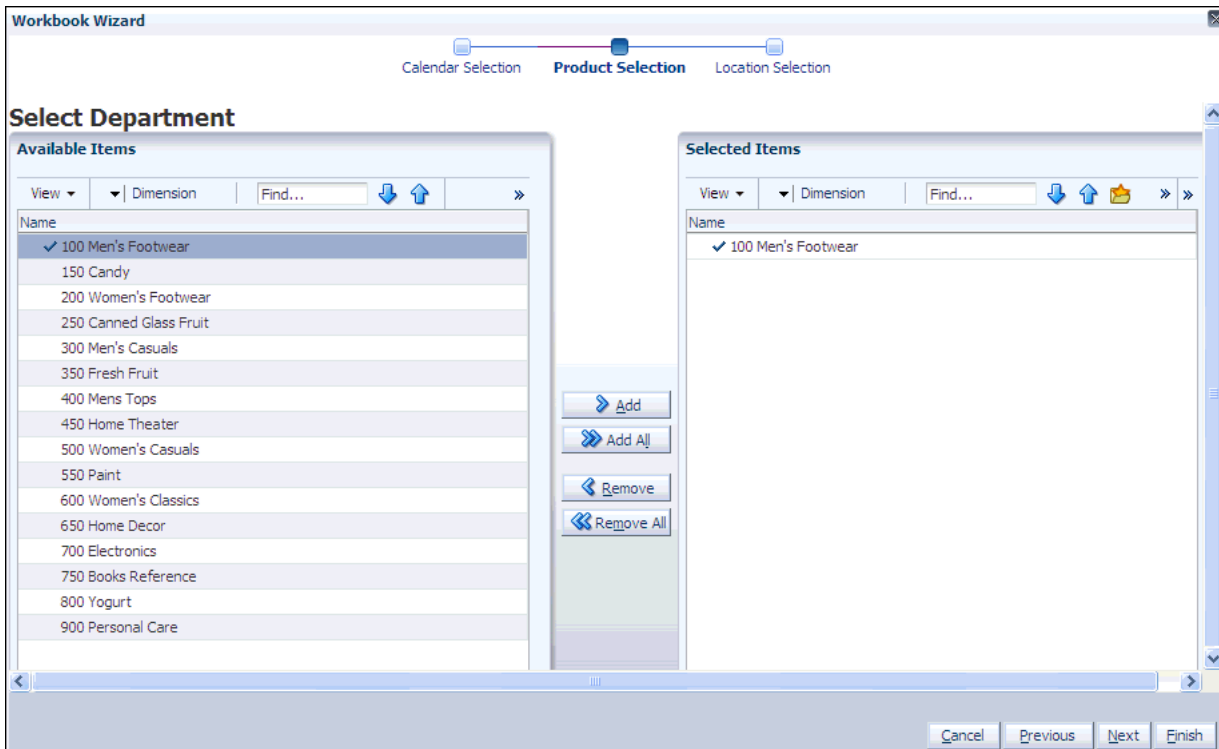 Workbook Wizard
Calendar Selection Product Selection Location Selection
Select Department
Available Items
View Dimension Find... »
Name
100 Men's Footwear
150 Candy
200 Women's Footwear
250 Canned Glass Fruit
300 Men's Casuals
350 Fresh Fruit
400 Mens Tops
450 Home Theater
500 Women's Casuals
550 Paint
600 Women's Classics
650 Home Decor
700 Electronics
750 Books Reference
800 Yogurt
900 Personal Care
Add
Add All
Remove
Remove All
Selected Items
View Dimension Find... » »
Name
100 Men's Footwear
Cancel Previous Next Finish